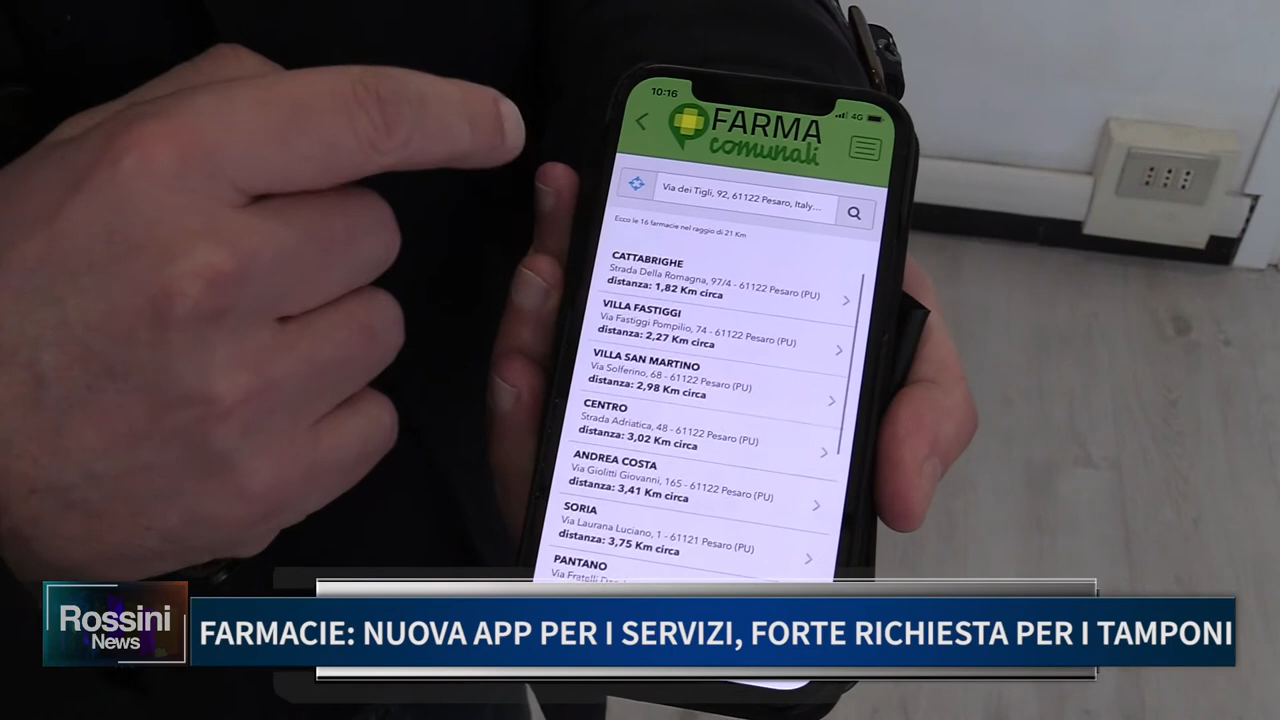 10:16
4G
FARMA
comunali
Via dei Tigli, 92, 61122 Pesaro, Italy...
Ecco le 16 farmacie nel raggio di 21 Km
CATTABRIGHE
Strada Della Romagna, 97/4 - 61122 Pesaro (PU)
distanza: 1,82 Km circa
VILLA FASTIGGI
Via Fastiggi Pompilio, 74 - 61122 Pesaro (PU)
distanza: 2,27 Km circa
VILLA SAN MARTINO
Via Solferino, 68 - 61122 Pesaro (PU)
distanza: 2,98 Km circa
CENTRO
Strada Adriatica, 48 - 61122 Pesaro (PU)
distanza: 3,02 Km circa
ANDREA COSTA
Via Giolitti Giovanni, 165 - 61122 Pesaro (PU)
distanza: 3,41 Km circa
SORIA
Via Laurana Luciano, 1 - 61121 Pesaro (PU)
distanza: 3,75 Km circa
PANTANO
Via Fratelli
Rossini
News
FARMACIE: NUOVA APP PER I SERVIZI, FORTE RICHIESTA PER I TAMPONI